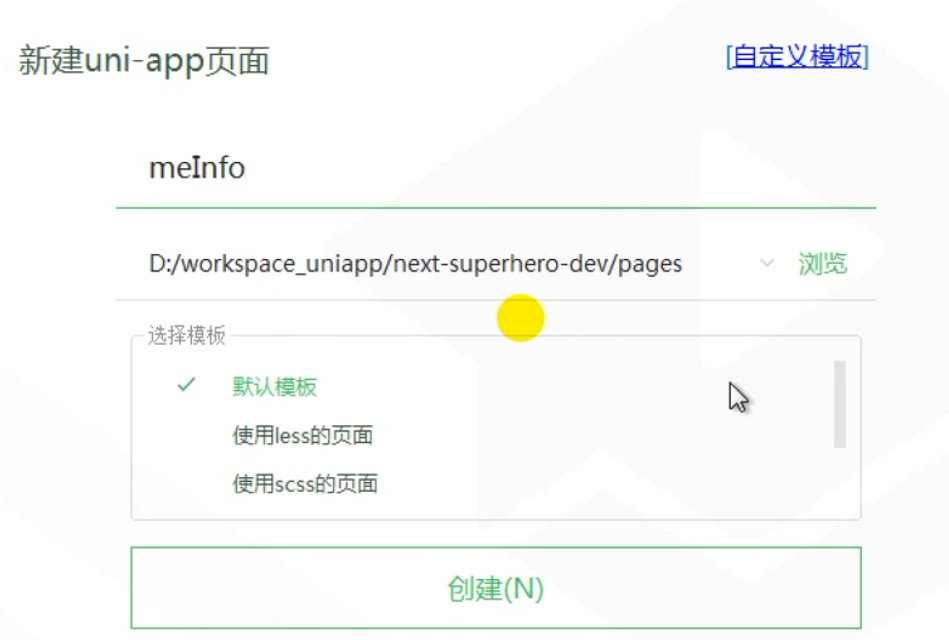 新建uni-app页面 [自定义模板]
meInfo
D:/workspace_uniapp/next-superhero-dev/pages 浏览
选择模板
默认模板
使用less的页面
使用scss的页面
创建(N)